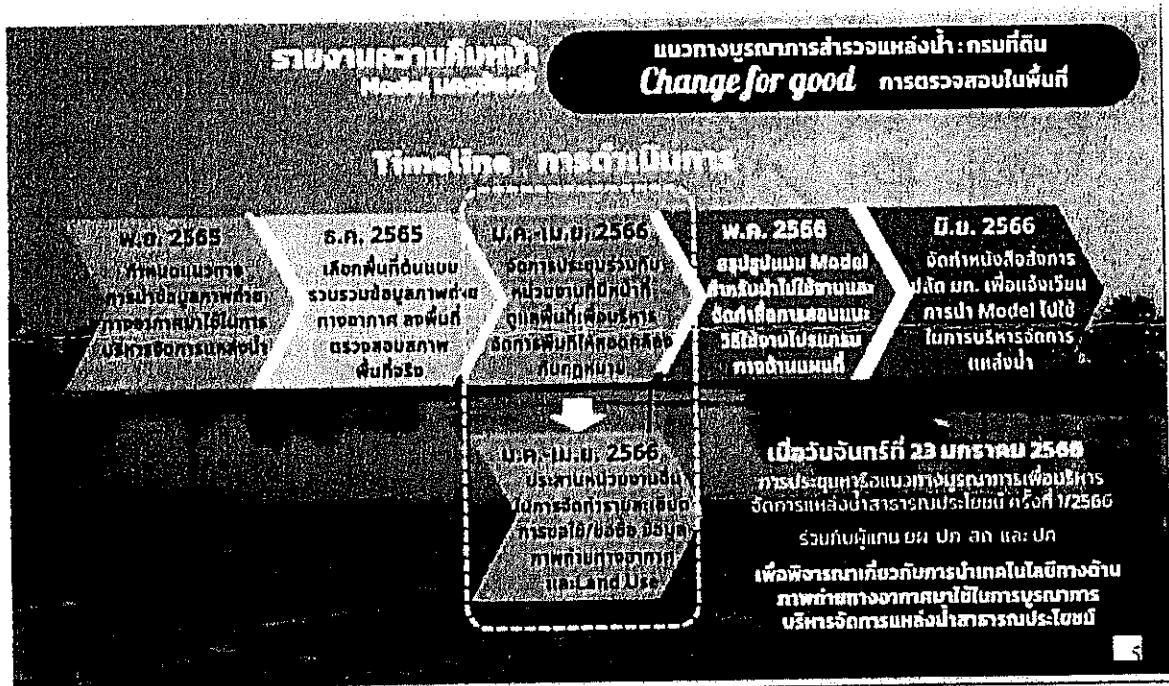 รายงานความคืบหน้า
Model นครจันทร์
แนวทางบูรณาการสำรวจแหล่งน้ำ : กรมที่ดิน
Change for good การตรวจสอบในพื้นที่
Timeline การดำเนินการ
พ.ย. 2565
กำหนดแนวทาง
การนำข้อมูลภาพถ่าย
ทางอากาศมาใช้ในการ
บริหารจัดการแหล่งน้ำ
ธ.ค. 2565
เลือกพื้นที่ต้นแบบ
รวบรวมข้อมูลภาพถ่าย
ทางอากาศ ลงพื้นที่
ตรวจสอบสภาพ
พื้นที่จริง
ม.ค.-เม.ย. 2566
จัดการประชุมร่วมกับ
หน่วยงานที่มีหน้าที่
ดูแลพื้นที่เพื่อบริหาร
จัดการพื้นที่ให้สอดคล้อง
กับกฎหมาย
พ.ค. 2566
สรุปรูปแบบ Model
สำหรับนำไปใช้งานและ
จัดทำสื่อการสอนแนะ
วิธีใช้งานโปรแกรม
ทางด้านแผนที่
มิ.ย. 2566
จัดทำหนังสือสั่งการ
ปลัด มท. เพื่อแจ้งเวียน
การนำ Model ไปใช้
ในการบริหารจัดการ
แหล่งน้ำ
ม.ค.-เม.ย. 2566
ประสานหน่วยงานอื่น
ในการจัดทำรายละเอียด
การขอใช้/ขอซื้อ ข้อมูล
ภาพถ่ายทางอากาศ
และLand Use
เมื่อวันจันทร์ที่ 23 มกราคม 2566
การประชุมหารือแนวทางบูรณาการเพื่อบริหาร
จัดการแหล่งน้ำสาธารณประโยชน์ ครั้งที่ 1/2566
ร่วมกับผู้แทน ยผ ปภ สถ และ ปค
เพื่อพิจารณาเกี่ยวกับการนำเทคโนโลยีทางด้าน
ภาพถ่ายทางอากาศมาใช้ในการบูรณาการ
บริหารจัดการแหล่งน้ำสาธารณประโยชน์